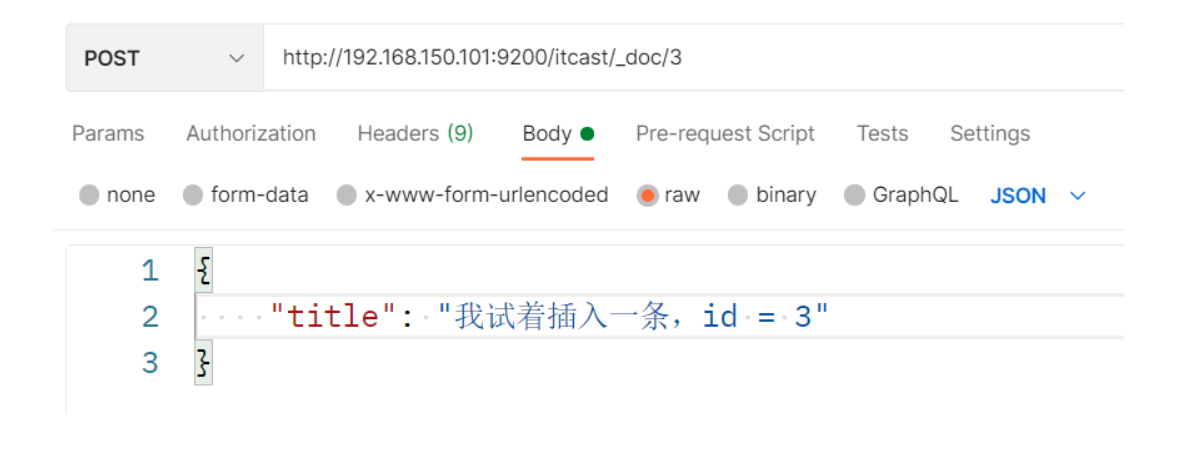 POST http://192.168.150.101:9200/itcast/_doc/3
Params Authorization Headers (9) Body Pre-request Script Tests Settings
none form-data x-www-form-urlencoded raw binary GraphQL JSON
1 {
2 "title": "我试着插入一条，id = 3"
3 }